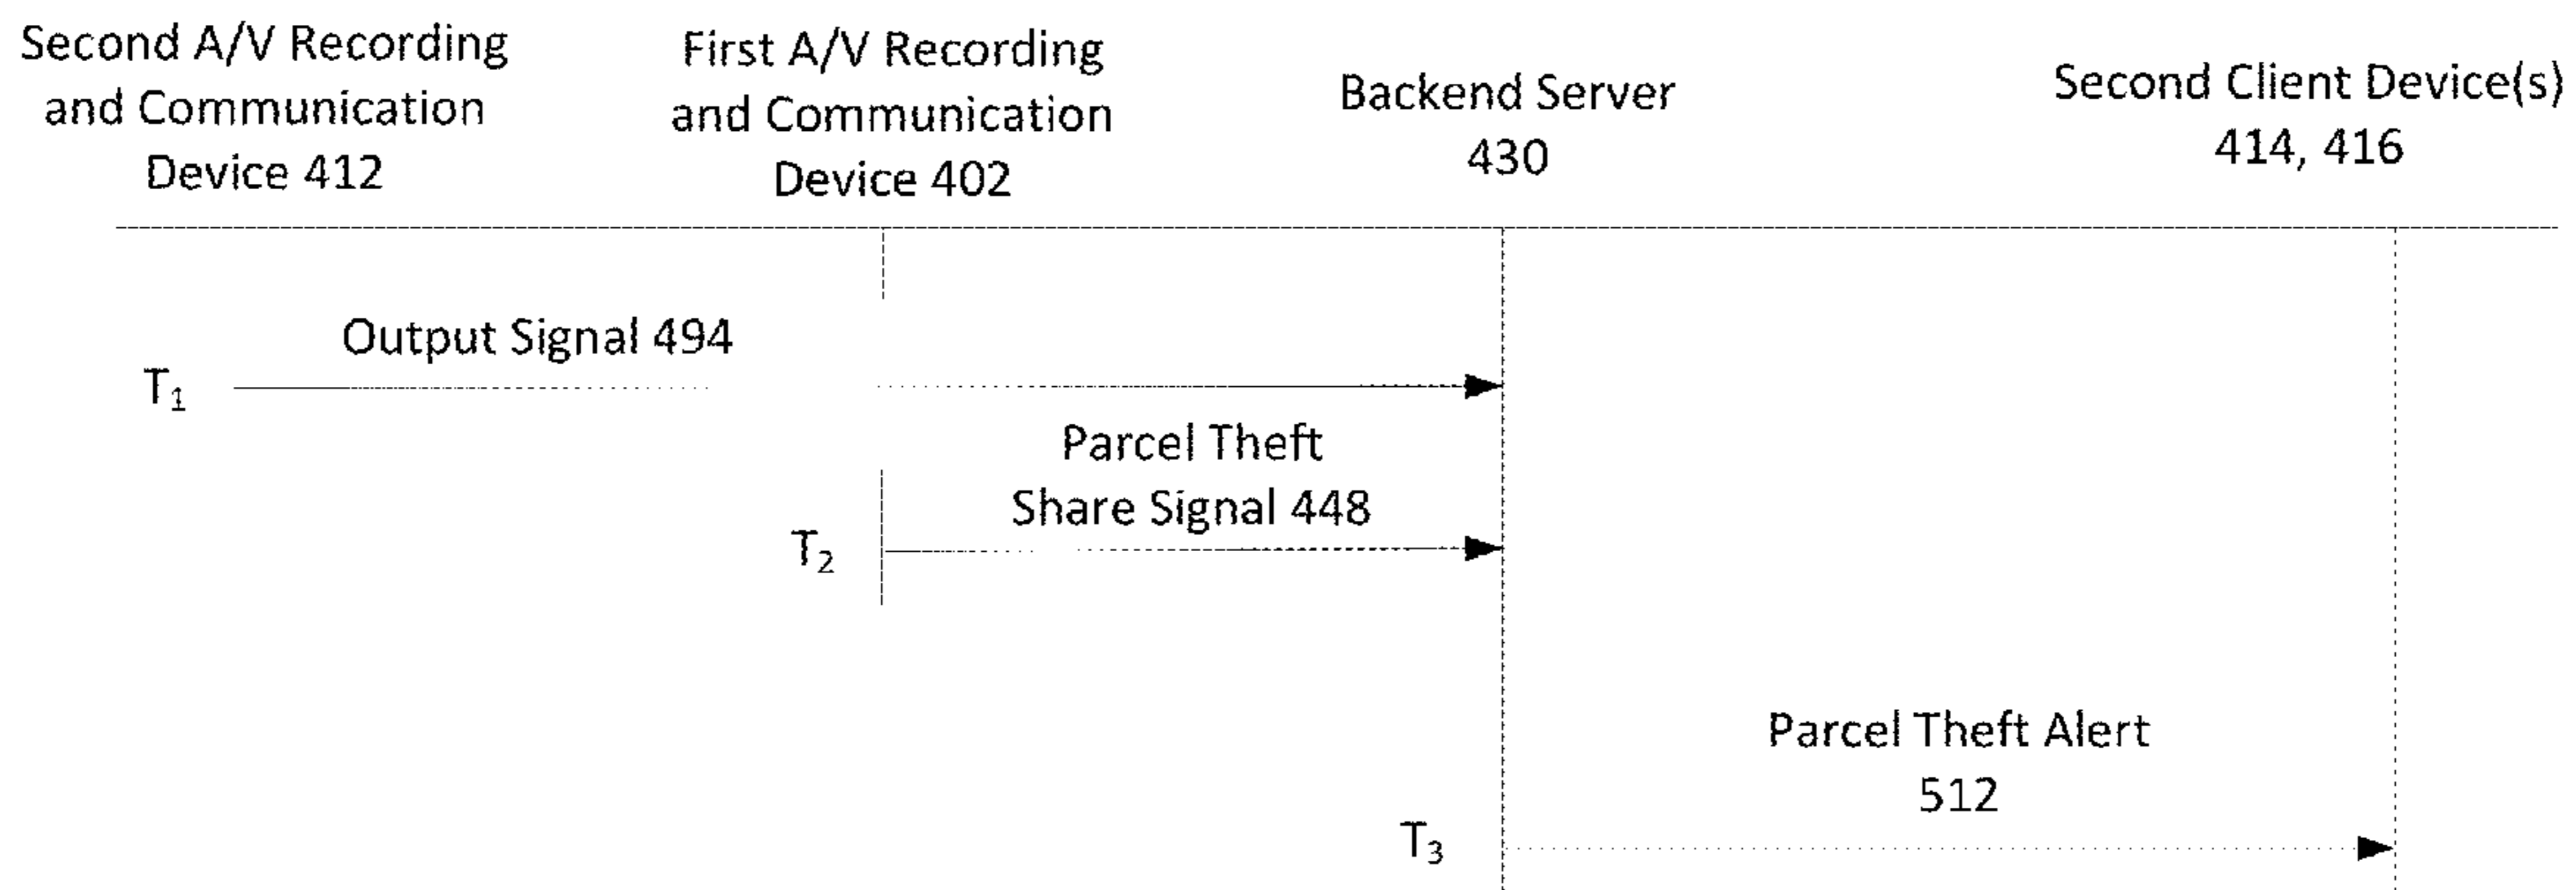 Second A/V Recording
and Communication
Device 412
First A/V Recording
and Communication
Device 402
Backend Server
430
Second Client Device(s)
414, 416
Output Signal 494
T₁
Parcel Theft
Share Signal 448
T₂
Parcel Theft Alert
512
T₃